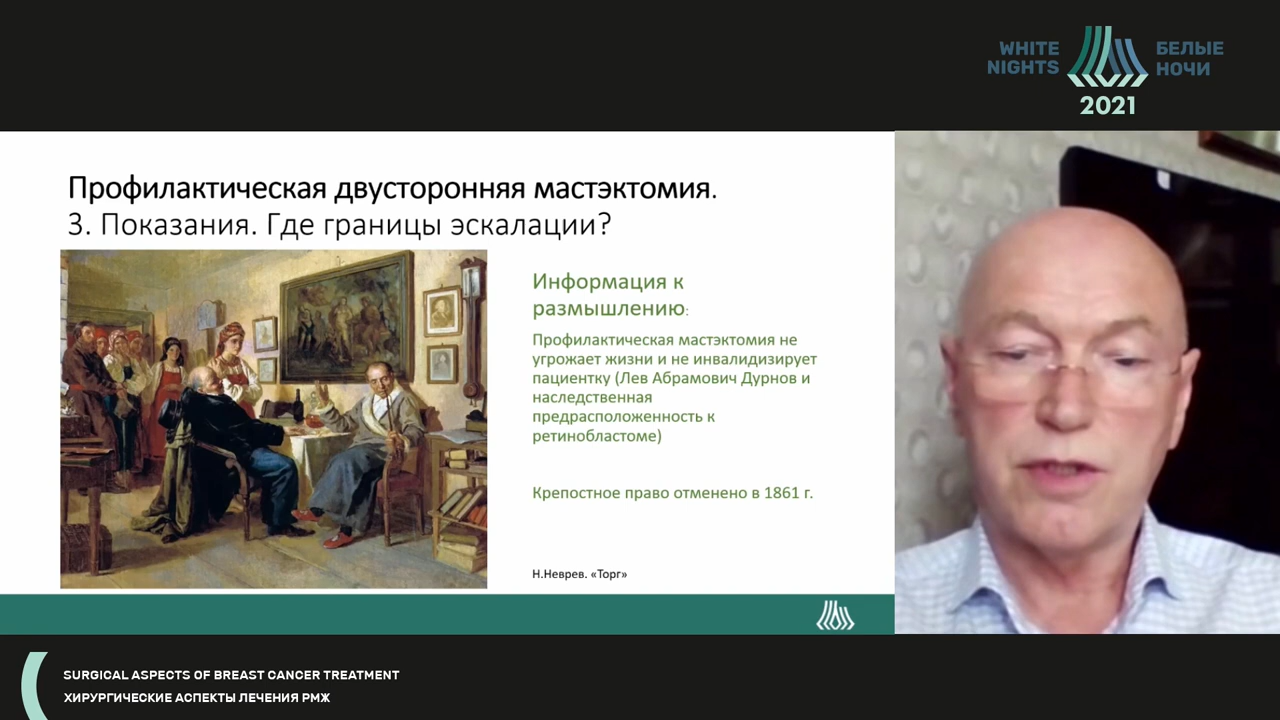 WHITE
NIGHTS
БЕЛЫЕ
НОЧИ
2021
Профилактическая двусторонняя мастэктомия.
3. Показания. Где границы эскалации?
Информация к
размышлению:
Профилактическая мастэктомия не
угрожает жизни и не инвалидизирует
пациентку (Лев Абрамович Дурнов и
наследственная
предрасположенность к
ретинобластоме)
Крепостное право отменено в 1861 г.
Н.Неврев. «Торг»
SURGICAL ASPECTS OF BREAST CANCER TREATMENT
ХИРУРГИЧЕСКИЕ АСПЕКТЫ ЛЕЧЕНИЯ РМЖ